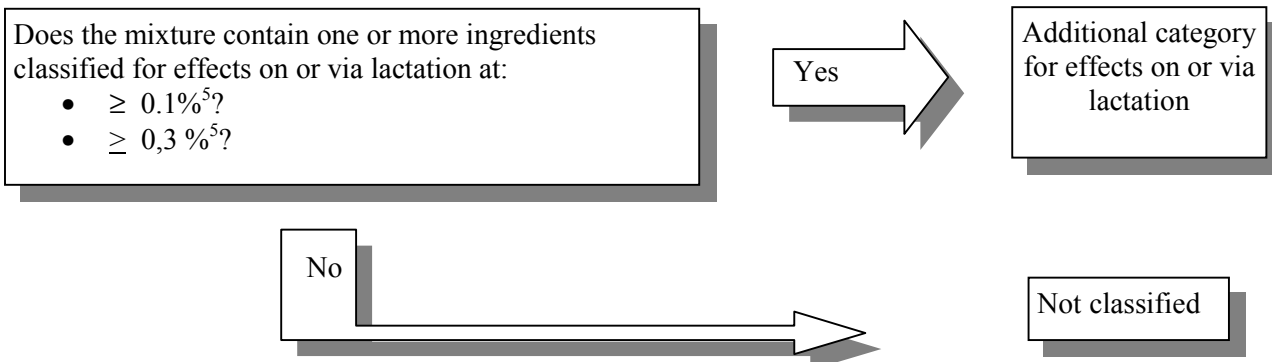 Does the mixture contain one or more ingredients
classified for effects on or via lactation at:
• ≥ 0.1%⁵?
• ≥ 0,3 %⁵?
Yes
Additional category
for effects on or via
lactation
No
Not classified